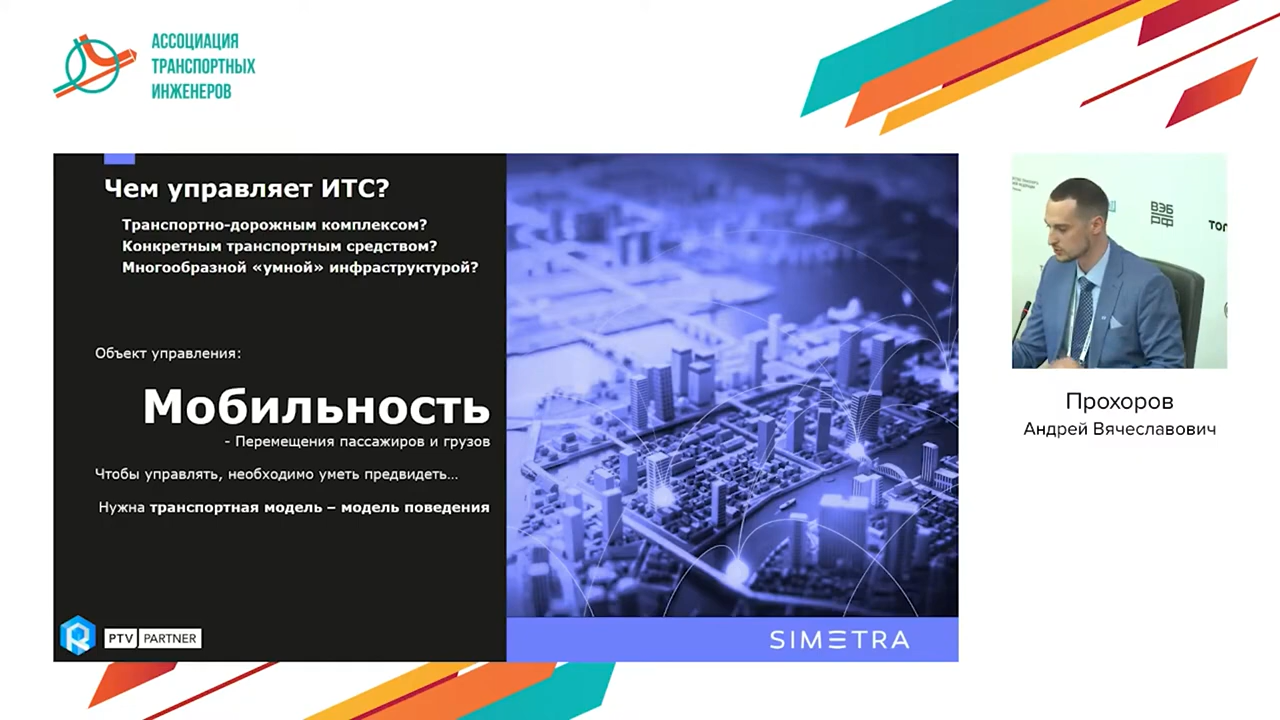 АССОЦИАЦИЯ
ТРАНСПОРТНЫХ
ИНЖЕНЕРОВ
Чем управляет ИТС?
Транспортно-дорожным комплексом?
Конкретным транспортным средством?
Многообразной «умной» инфраструктурой?
Объект управления:
Мобильность
- Перемещения пассажиров и грузов
Чтобы управлять, необходимо уметь предвидеть…
Нужна транспортная модель – модель поведения
PTV PARTNER
SIMETRA
ВЭБ
РФ
Прохоров
Андрей Вячеславович